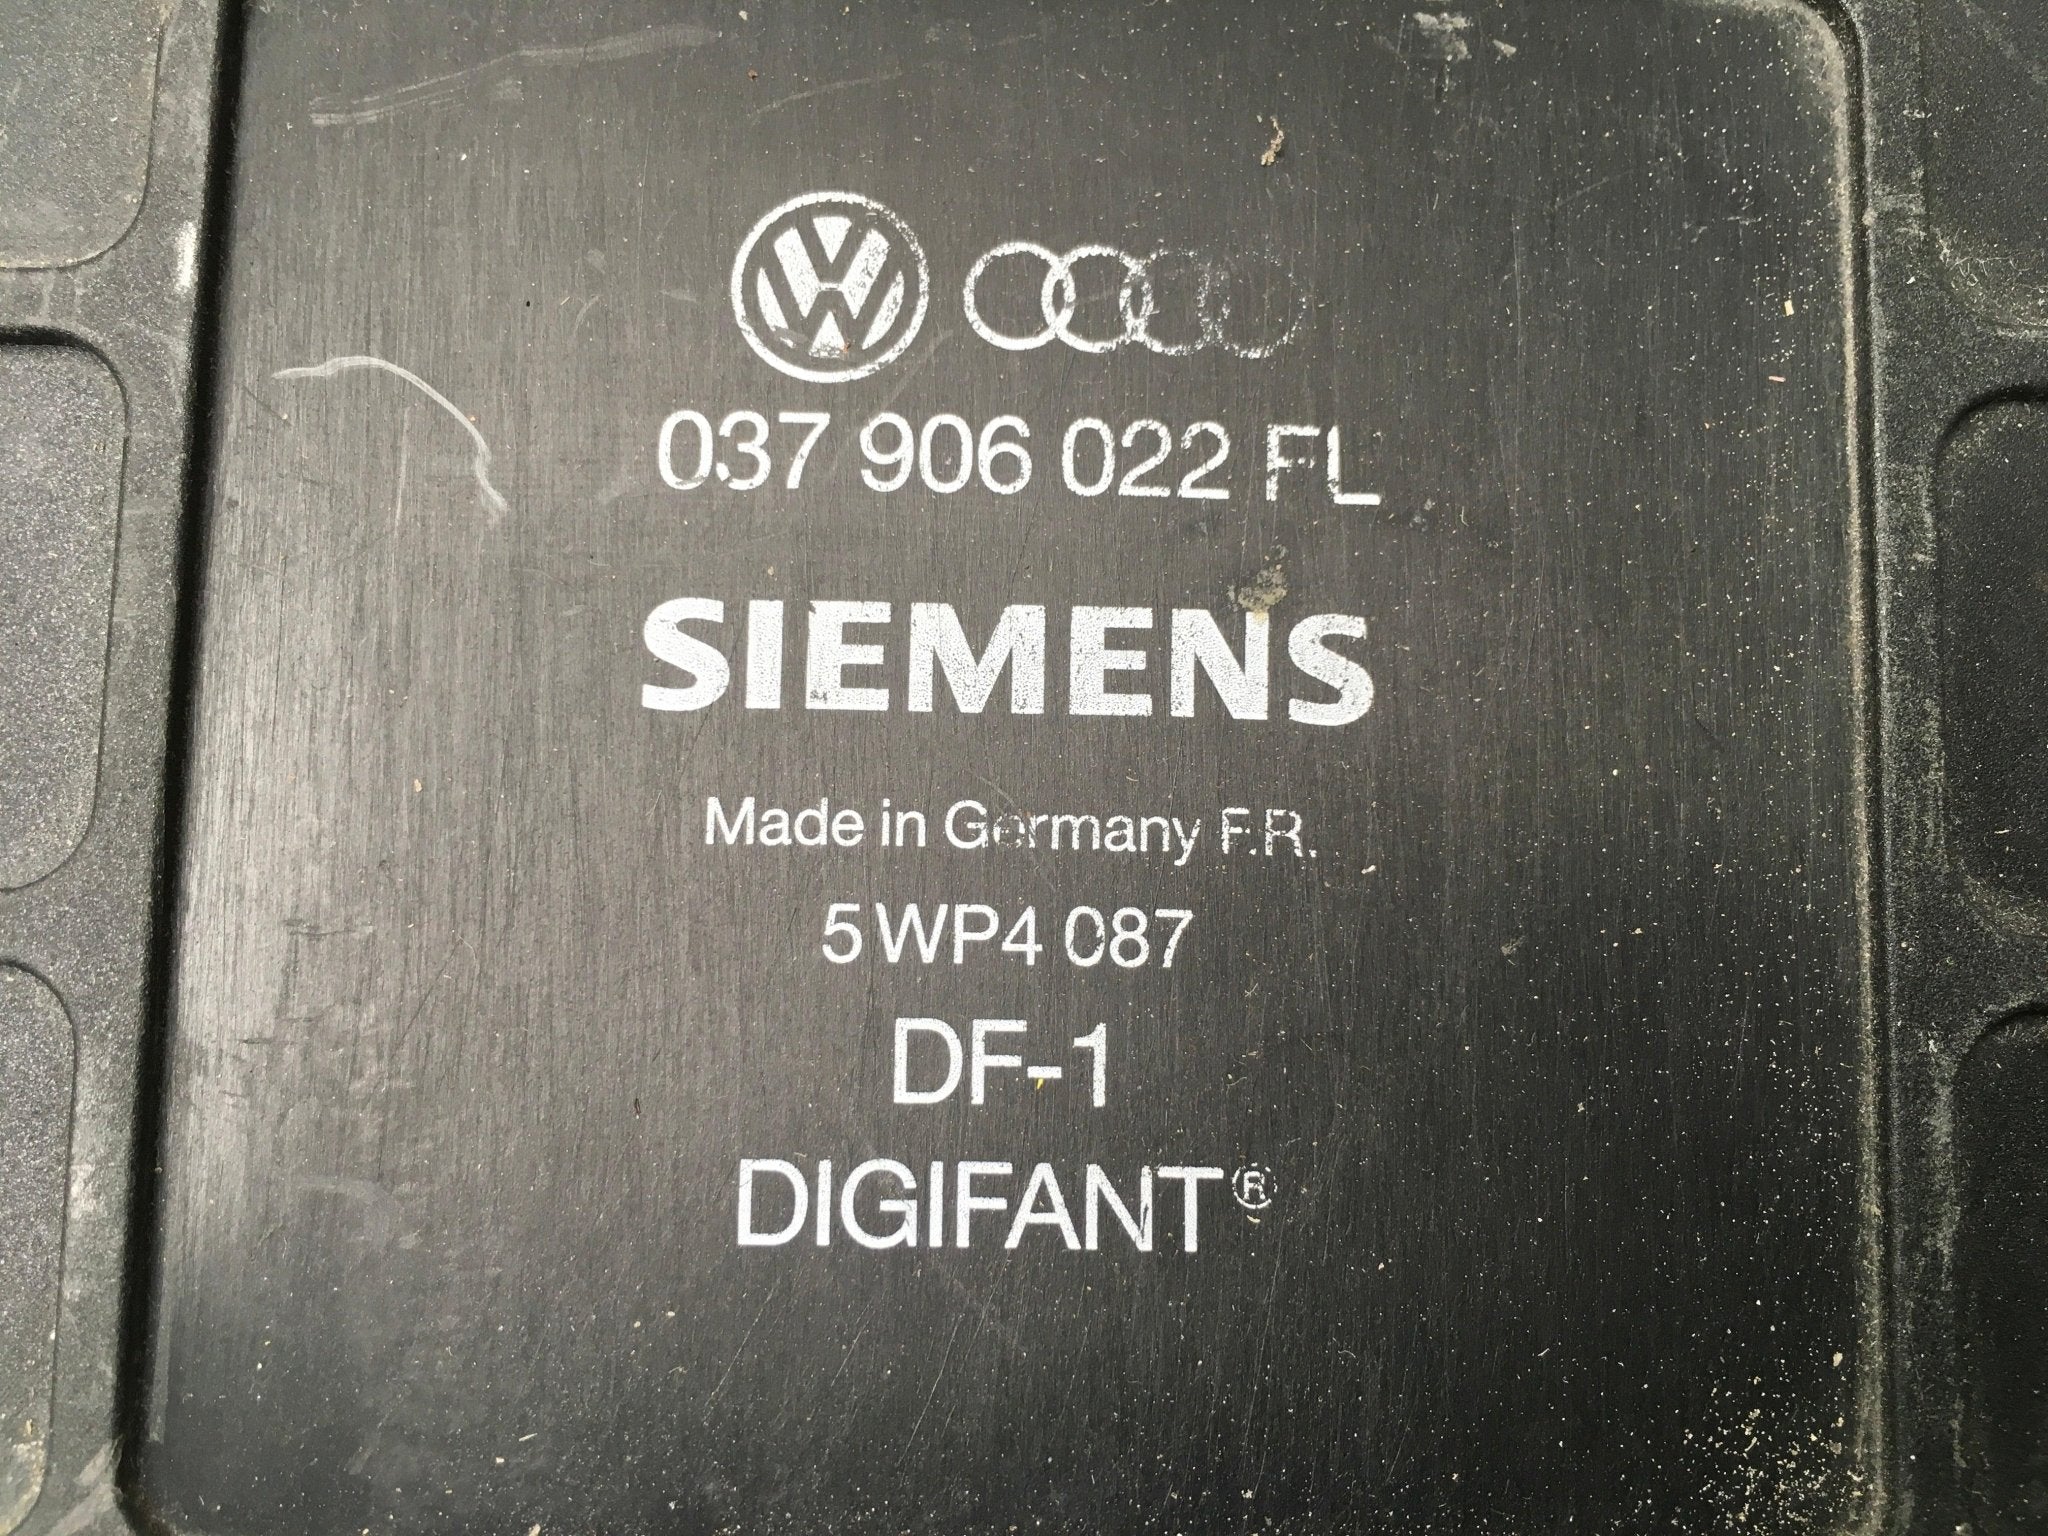 037 906 022 FL
SIEMENS
Made in Germany F.R.
5WP4 087
DF-1
DIGIFANT®